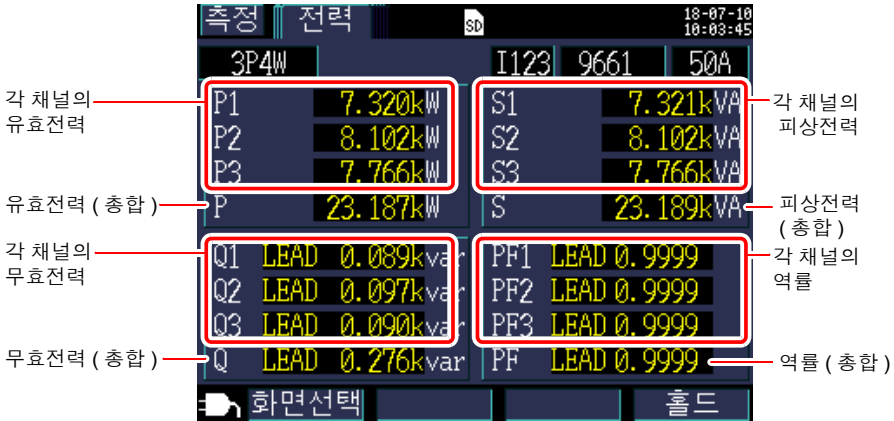 측정 전력 SD 18-07-10
10:03:45
3P4W I123 9661 50A
각 채널의
유효전력
P1 7.320kW
P2 8.102kW
P3 7.766kW
유효전력 ( 총합 )
P 23.187kW
S1 7.321kVA
S2 8.102kVA
S3 7.766kVA
각 채널의
피상전력
S 23.189kVA
피상전력
( 총합 )
각 채널의
무효전력
Q1 LEAD 0.089kvar
Q2 LEAD 0.097kvar
Q3 LEAD 0.090kvar
무효전력 ( 총합 )
Q LEAD 0.276kvar
PF1 LEAD 0.9999
PF2 LEAD 0.9999
PF3 LEAD 0.9999
각 채널의
역률
PF LEAD 0.9999
역률 ( 총합 )
화면선택 홀드